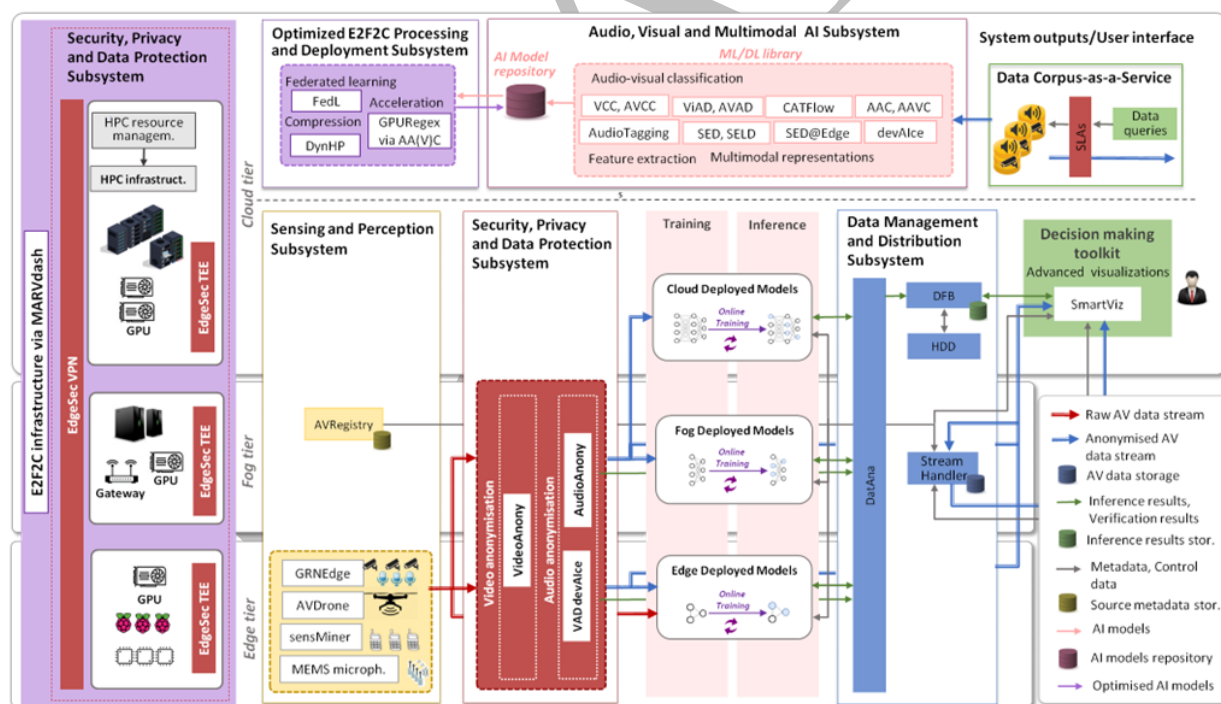 Security, Privacy
and Data Protection
Subsystem
E2F2C infrastructure via MARVdash
EdgeSec VPN
HPC resource
managem.
HPC infrastruct.
GPU
EdgeSec TEE
Gateway
GPU
EdgeSec TEE
GPU
EdgeSec TEE
Cloud tier
Fog tier
Edge tier
Optimized E2F2C Processing
and Deployment Subsystem
Federated learning
FedL
Acceleration
Compression
GPURegex
via AA(V)C
DynHP
AI Model
repository
Audio, Visual and Multimodal AI Subsystem
ML/DL library
Audio-visual classification
VCC, AVCC
ViAD, AVAD
CATFlow
AAC, AAVC
AudioTagging
SED, SELD
SED@Edge
devAIce
Feature extraction
Multimodal representations
s
System outputs/User interface
Data Corpus-as-a-Service
SLAs
Data
queries
Sensing and Perception
Subsystem
AVRegistry
GRNEdge
AVDrone
sensMiner
MEMS microph.
Security, Privacy
and Data Protection
Subsystem
Video anonymisation
VideoAnony
Audio anonymisation
AudioAnony
VAD devAIce
Training
Inference
Cloud Deployed Models
Online
Training
Fog Deployed Models
Online
Training
Edge Deployed Models
Online
Training
Data Management
and Distribution
Subsystem
DatAna
DFB
HDD
Stream
Handler
Decision making
toolkit
Advanced visualizations
SmartViz
Raw AV data stream
Anonymised AV
data stream
AV data storage
Inference results,
Verification results
Inference results stor.
Metadata, Control
data
Source metadata stor.
AI models
AI models repository
Optimised AI models